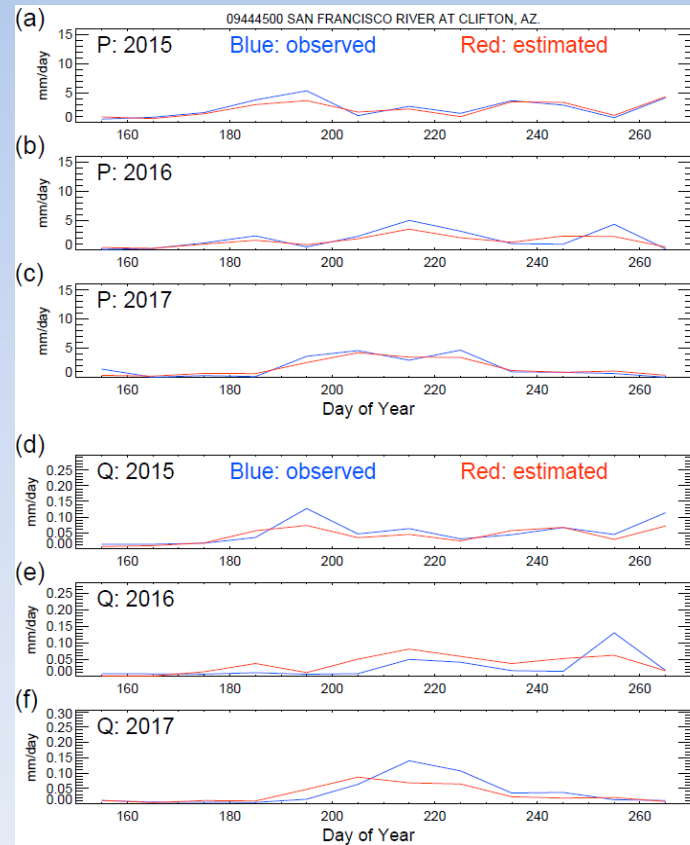 09444500 SAN FRANCISCO RIVER AT CLIFTON, AZ.
(a)
P: 2015 Blue: observed Red: estimated
mm/day
15
10
5
0
160 180 200 220 240 260
(b)
P: 2016
mm/day
15
10
5
0
160 180 200 220 240 260
(c)
P: 2017
mm/day
15
10
5
0
160 180 200 220 240 260
Day of Year
(d)
Q: 2015 Blue: observed Red: estimated
mm/day
0.25
0.20
0.15
0.10
0.05
0.00
160 180 200 220 240 260
(e)
Q: 2016
mm/day
0.25
0.20
0.15
0.10
0.05
0.00
160 180 200 220 240 260
(f)
Q: 2017
mm/day
0.30
0.25
0.20
0.15
0.10
0.05
0.00
160 180 200 220 240 260
Day of Year